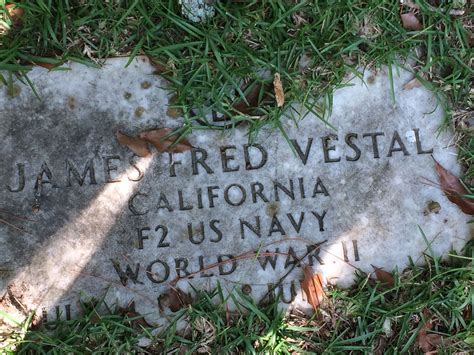 JAMES FRED VESTAL
CALIFORNIA
F2 US NAVY
WORLD WAR II